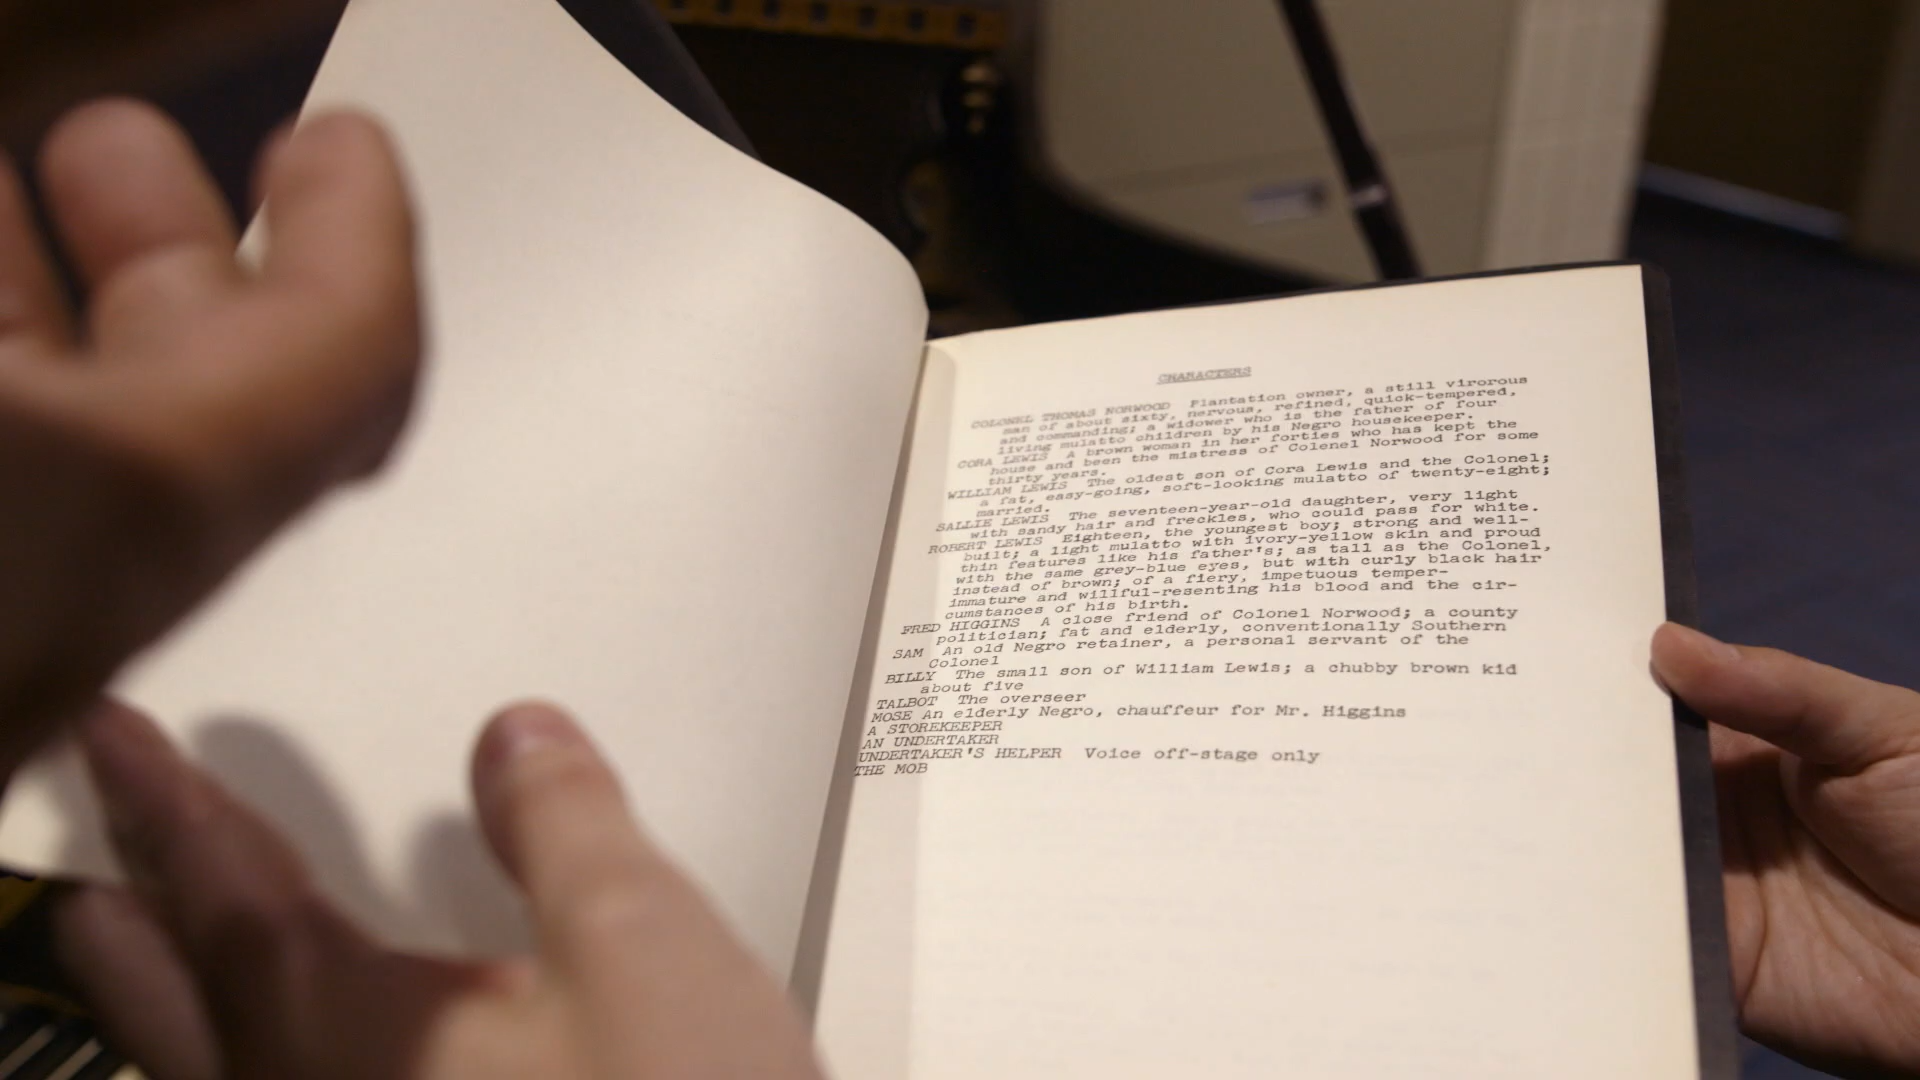 CHARACTERS
COLONEL THOMAS NORWOOD Plantation owner, a still virorous
man of about sixty, nervous, refined, quick-tempered,
and commanding; a widower who is the father of four
living mulatto children by his Negro housekeeper.
CORA LEWIS A brown woman in her forties who has kept the
house and been the mistress of Colenel Norwood for some
thirty years.
WILLIAM LEWIS The oldest son of Cora Lewis and the Colonel;
a fat, easy-going, soft-looking mulatto of twenty-eight;
married.
SALLIE LEWIS The seventeen-year-old daughter, very light
with sandy hair and freckles, who could pass for white.
ROBERT LEWIS Eighteen, the youngest boy; strong and well-
built; a light mulatto with ivory-yellow skin and proud
thin features like his father's; as tall as the Colonel,
with the same grey-blue eyes, but with curly black hair
instead of brown; of a fiery, impetuous temper-
immature and willful-resenting his blood and the cir-
cumstances of his birth.
FRED HIGGINS A close friend of Colonel Norwood; a county
politician; fat and elderly, conventionally Southern
SAM An old Negro retainer, a personal servant of the
Colonel
BILLY The small son of William Lewis; a chubby brown kid
about five
TALBOT The overseer
MOSE An elderly Negro, chauffeur for Mr. Higgins
A STOREKEEPER
AN UNDERTAKER
UNDERTAKER'S HELPER Voice off-stage only
THE MOB